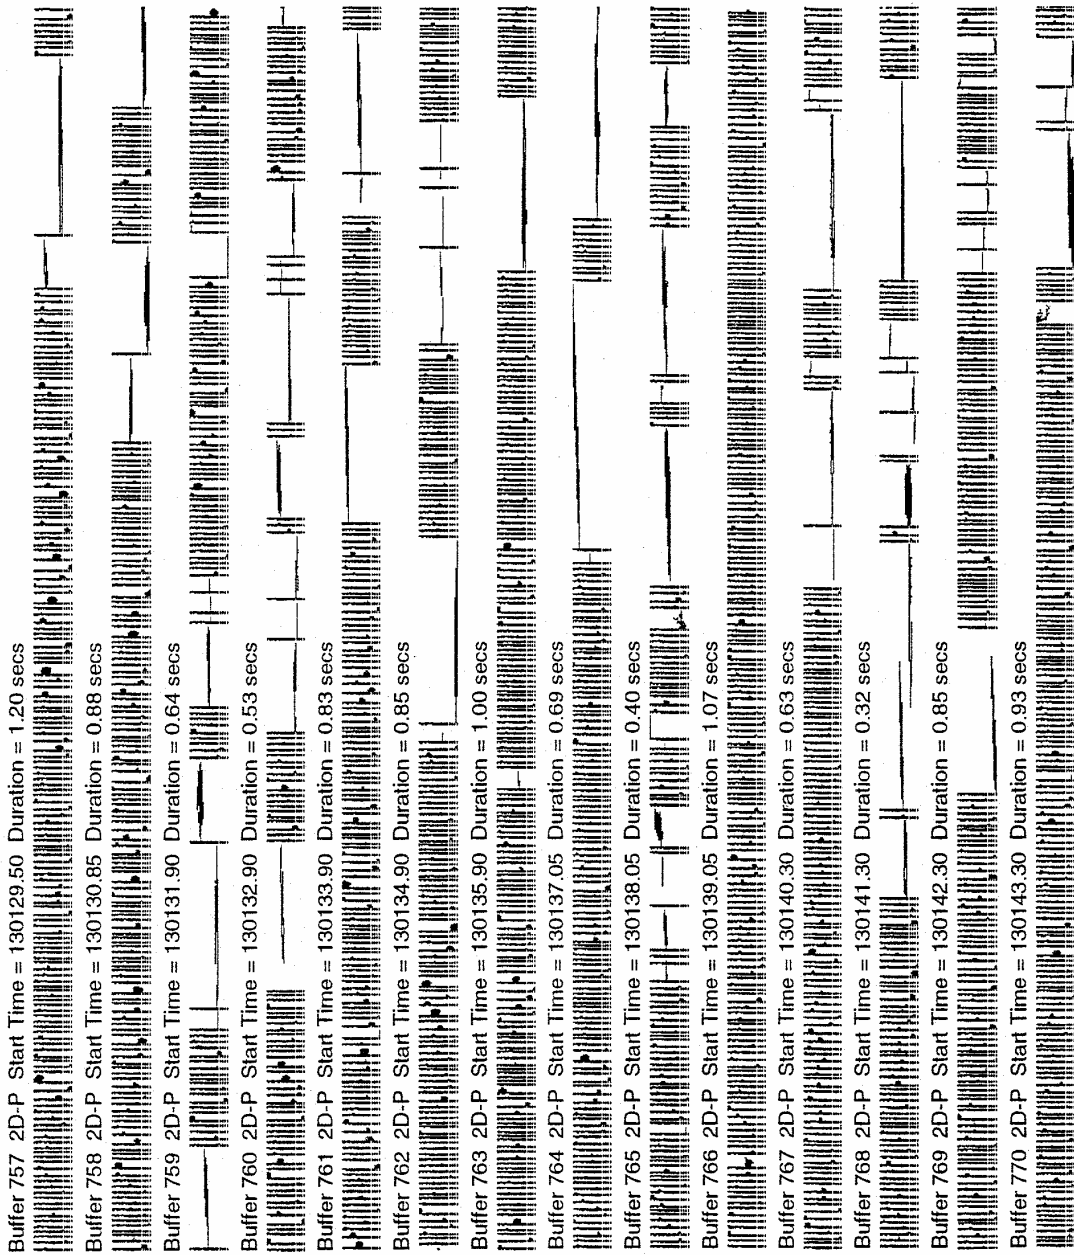 Buffer 757 2D-P Start Time = 130129.50 Duration = 1.20 secs
Buffer 758 2D-P Start Time = 130130.85 Duration = 0.88 secs
Buffer 759 2D-P Start Time = 130131.90 Duration = 0.64 secs
Buffer 760 2D-P Start Time = 130132.90 Duration = 0.53 secs
Buffer 761 2D-P Start Time = 130133.90 Duration = 0.83 secs
Buffer 762 2D-P Start Time = 130134.90 Duration = 0.85 secs
Buffer 763 2D-P Start Time = 130135.90 Duration = 1.00 secs
Buffer 764 2D-P Start Time = 130137.05 Duration = 0.69 secs
Buffer 765 2D-P Start Time = 130138.05 Duration = 0.40 secs
Buffer 766 2D-P Start Time = 130139.05 Duration = 1.07 secs
Buffer 767 2D-P Start Time = 130140.30 Duration = 0.63 secs
Buffer 768 2D-P Start Time = 130141.30 Duration = 0.32 secs
Buffer 769 2D-P Start Time = 130142.30 Duration = 0.85 secs
Buffer 770 2D-P Start Time = 130143.30 Duration = 0.93 secs